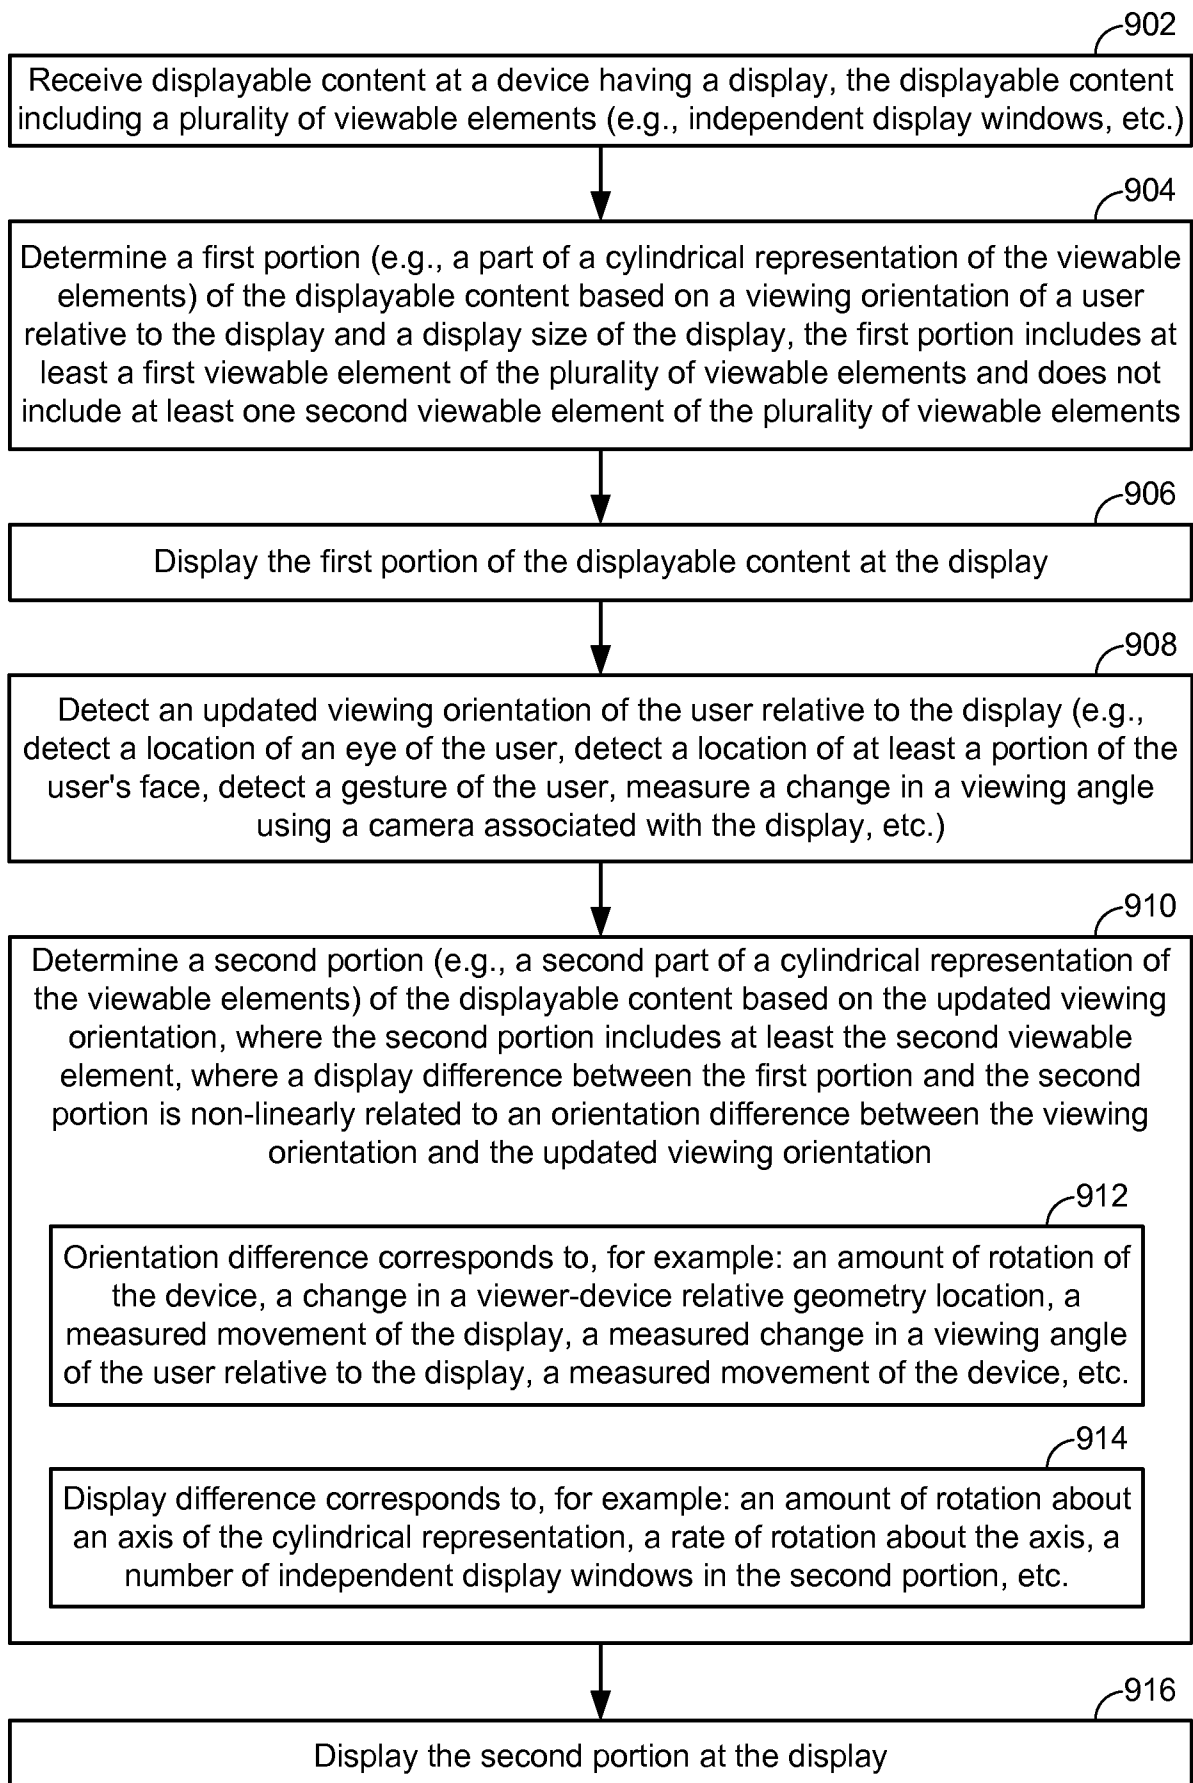 902
Receive displayable content at a device having a display, the displayable content
including a plurality of viewable elements (e.g., independent display windows, etc.)
904
Determine a first portion (e.g., a part of a cylindrical representation of the viewable
elements) of the displayable content based on a viewing orientation of a user
relative to the display and a display size of the display, the first portion includes at
least a first viewable element of the plurality of viewable elements and does not
include at least one second viewable element of the plurality of viewable elements
906
Display the first portion of the displayable content at the display
908
Detect an updated viewing orientation of the user relative to the display (e.g.,
detect a location of an eye of the user, detect a location of at least a portion of the
user's face, detect a gesture of the user, measure a change in a viewing angle
using a camera associated with the display, etc.)
910
Determine a second portion (e.g., a second part of a cylindrical representation of
the viewable elements) of the displayable content based on the updated viewing
orientation, where the second portion includes at least the second viewable
element, where a display difference between the first portion and the second
portion is non-linearly related to an orientation difference between the viewing
orientation and the updated viewing orientation
912
Orientation difference corresponds to, for example: an amount of rotation of
the device, a change in a viewer-device relative geometry location, a
measured movement of the display, a measured change in a viewing angle
of the user relative to the display, a measured movement of the device, etc.
914
Display difference corresponds to, for example: an amount of rotation about
an axis of the cylindrical representation, a rate of rotation about the axis, a
number of independent display windows in the second portion, etc.
916
Display the second portion at the display